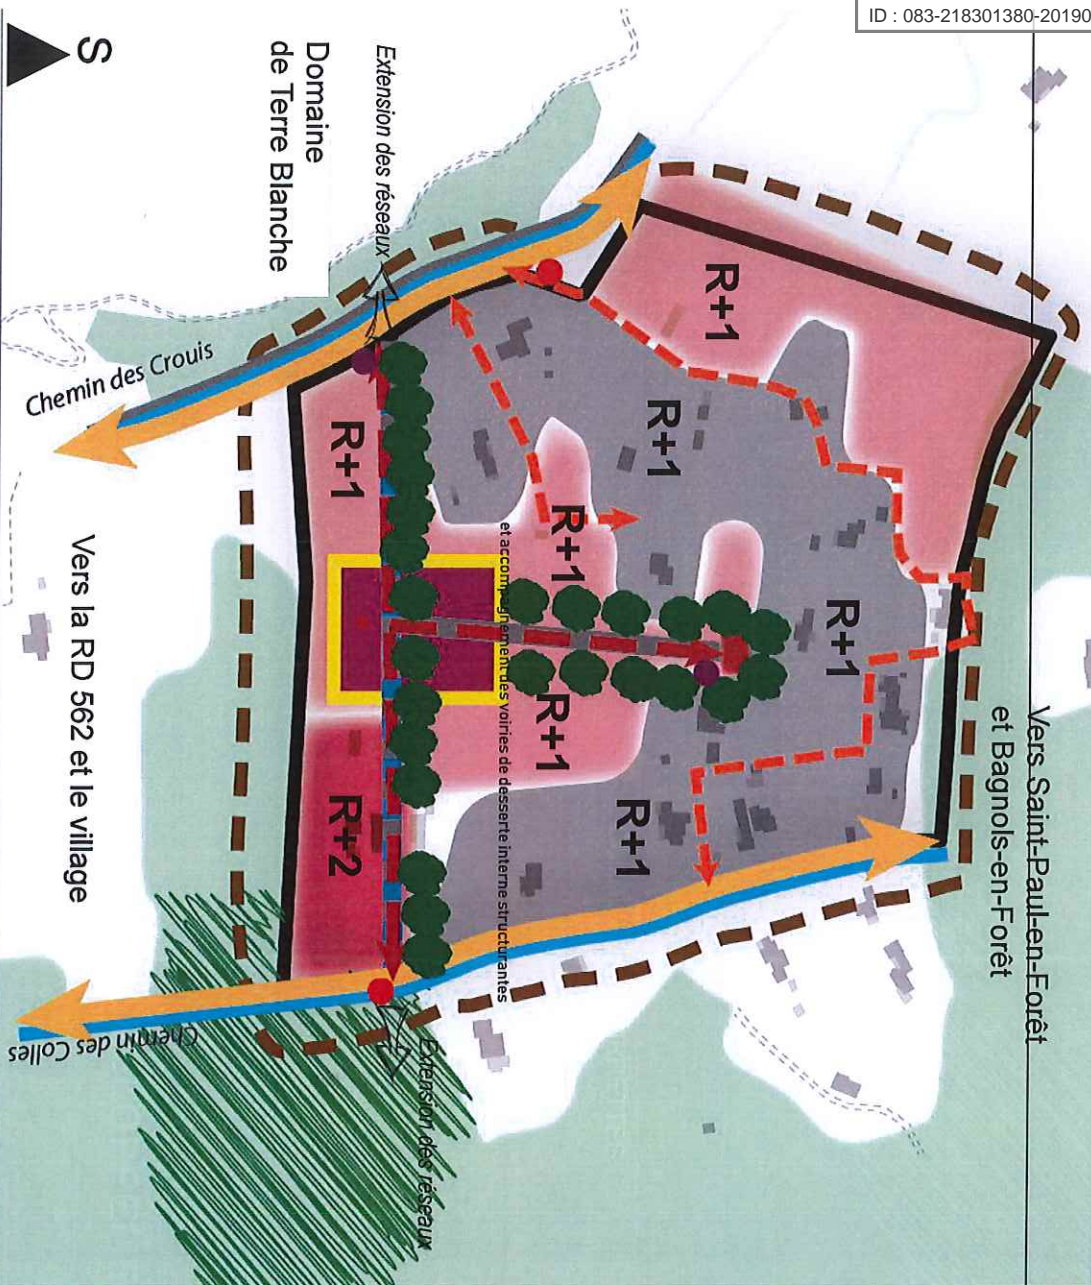 ID : 083-218301380-20190
S
Domaine
de Terre Blanche
Extension des réseaux
Chemin des Crouis
Vers la RD 562 et le village
Vers Saint-Paul-en-Forêt
et Bagnols-en-Forêt
R+1
R+1
R+1
R+1
R+1
R+1
R+1
R+2
et accompagnement des voiries de desserte interne structurantes
Extension des réseaux
Chemin des Colles